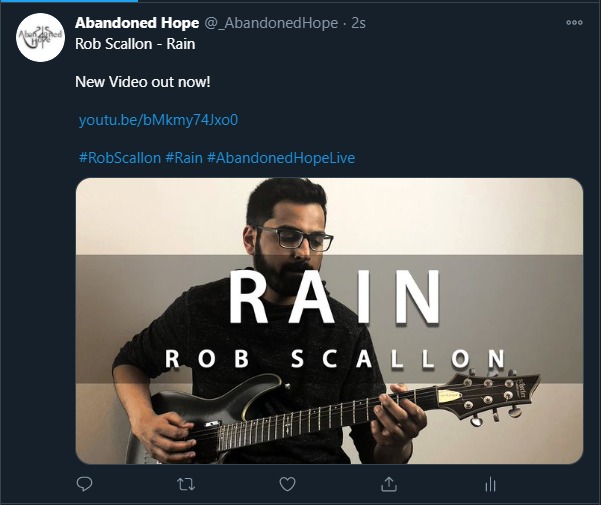 Abandoned Hope @_AbandonedHope · 2s
Rob Scallon - Rain
New Video out now!
youtu.be/bMkmy74Jxo0
#RobScallon #Rain #AbandonedHopeLive
RAIN
ROB SCALLON